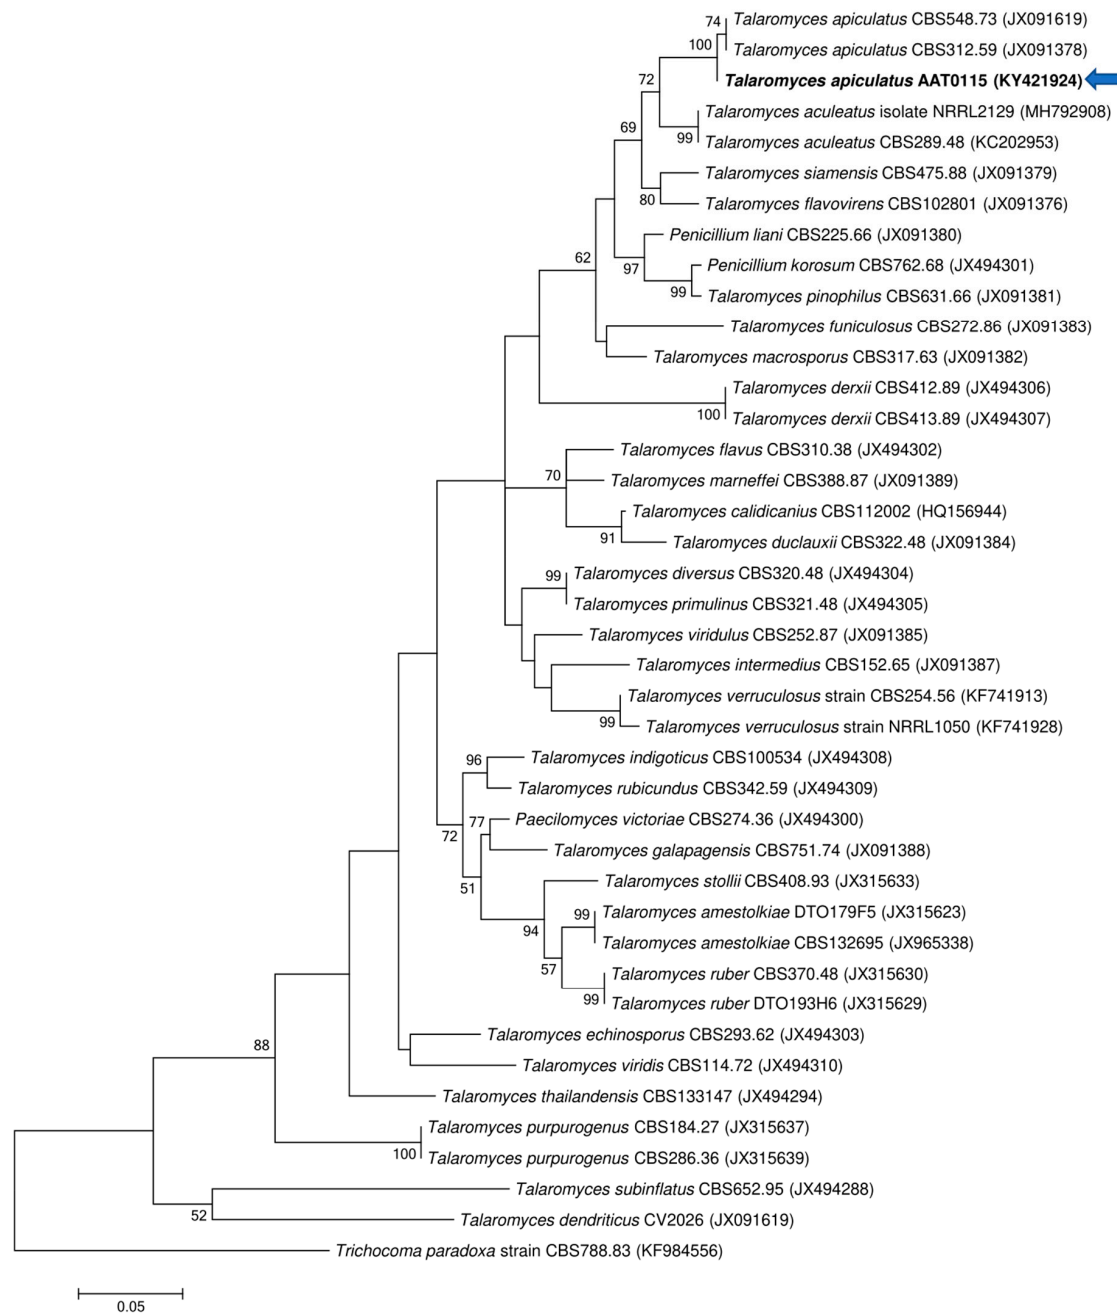 74
Talaromyces apiculatus CBS548.73 (JX091619)
100
Talaromyces apiculatus CBS312.59 (JX091378)
72
Talaromyces apiculatus AAT0115 (KY421924)
Talaromyces aculeatus isolate NRRL2129 (MH792908)
69
99
Talaromyces aculeatus CBS289.48 (KC202953)
Talaromyces siamensis CBS475.88 (JX091379)
80
Talaromyces flavovirens CBS102801 (JX091376)
Penicillium liani CBS225.66 (JX091380)
62
97
Penicillium korosum CBS762.68 (JX494301)
99
Talaromyces pinophilus CBS631.66 (JX091381)
Talaromyces funiculosus CBS272.86 (JX091383)
Talaromyces macrosporus CBS317.63 (JX091382)
Talaromyces derxii CBS412.89 (JX494306)
100
Talaromyces derxii CBS413.89 (JX494307)
Talaromyces flavus CBS310.38 (JX494302)
70
Talaromyces marneffei CBS388.87 (JX091389)
Talaromyces calidicanius CBS112002 (HQ156944)
91
Talaromyces duclauxii CBS322.48 (JX091384)
99
Talaromyces diversus CBS320.48 (JX494304)
Talaromyces primulinus CBS321.48 (JX494305)
Talaromyces viridulus CBS252.87 (JX091385)
Talaromyces intermedius CBS152.65 (JX091387)
Talaromyces verruculosus strain CBS254.56 (KF741913)
99
Talaromyces verruculosus strain NRRL1050 (KF741928)
96
Talaromyces indigoticus CBS100534 (JX494308)
Talaromyces rubicundus CBS342.59 (JX494309)
72
77
Paecilomyces victoriae CBS274.36 (JX494300)
Talaromyces galapagensis CBS751.74 (JX091388)
51
Talaromyces stollii CBS408.93 (JX315633)
94
99
Talaromyces amestolkiae DTO179F5 (JX315623)
Talaromyces amestolkiae CBS132695 (JX965338)
57
Talaromyces ruber CBS370.48 (JX315630)
99
Talaromyces ruber DTO193H6 (JX315629)
Talaromyces echinosporus CBS293.62 (JX494303)
88
Talaromyces viridis CBS114.72 (JX494310)
Talaromyces thailandensis CBS133147 (JX494294)
Talaromyces purpurogenus CBS184.27 (JX315637)
100
Talaromyces purpurogenus CBS286.36 (JX315639)
Talaromyces subinflatus CBS652.95 (JX494288)
52
Talaromyces dendriticus CV2026 (JX091619)
Trichocoma paradoxa strain CBS788.83 (KF984556)
0.05